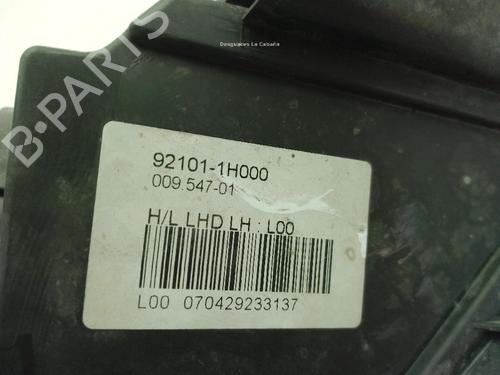 Desguaces La Cabaña
B-PARTS
92101-1H000
009.547-01
H/L LHD LH : L00
L00 070429233137